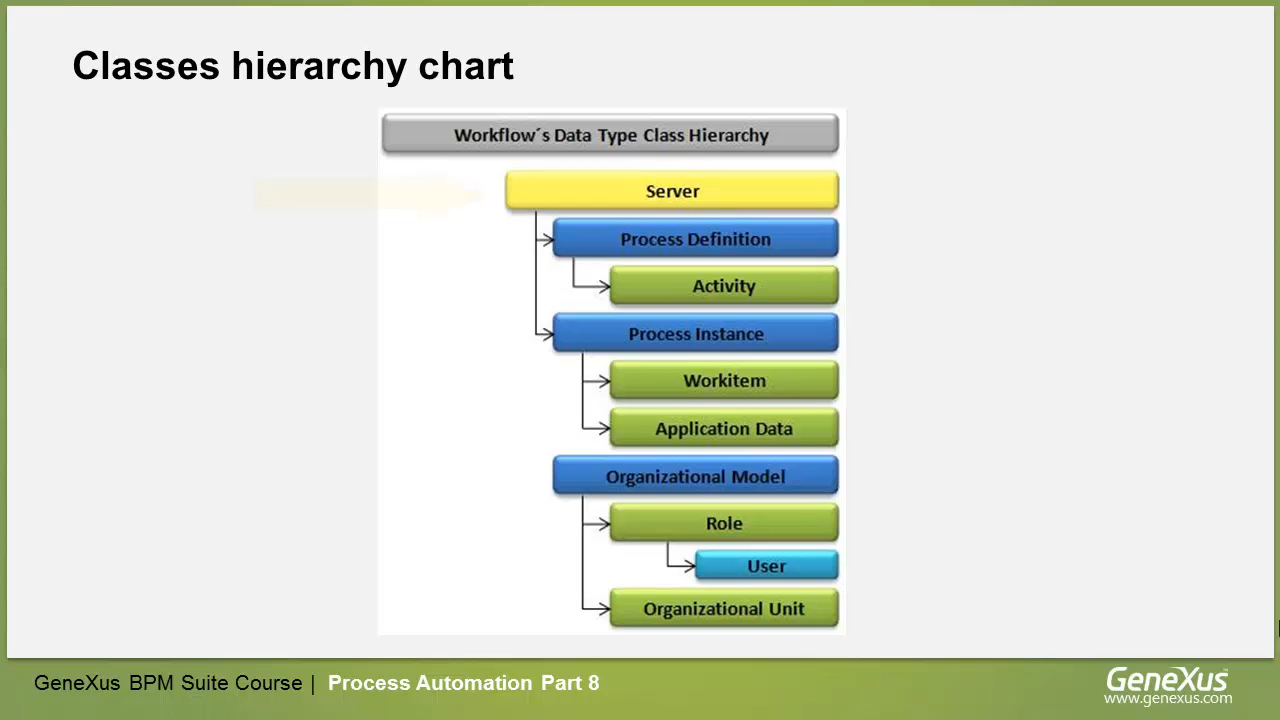 Classes hierarchy chart
Workflow´s Data Type Class Hierarchy
Server
Process Definition
Activity
Process Instance
Workitem
Application Data
Organizational Model
Role
User
Organizational Unit
GeneXus BPM Suite Course | Process Automation Part 8
GeneXus™
www.genexus.com